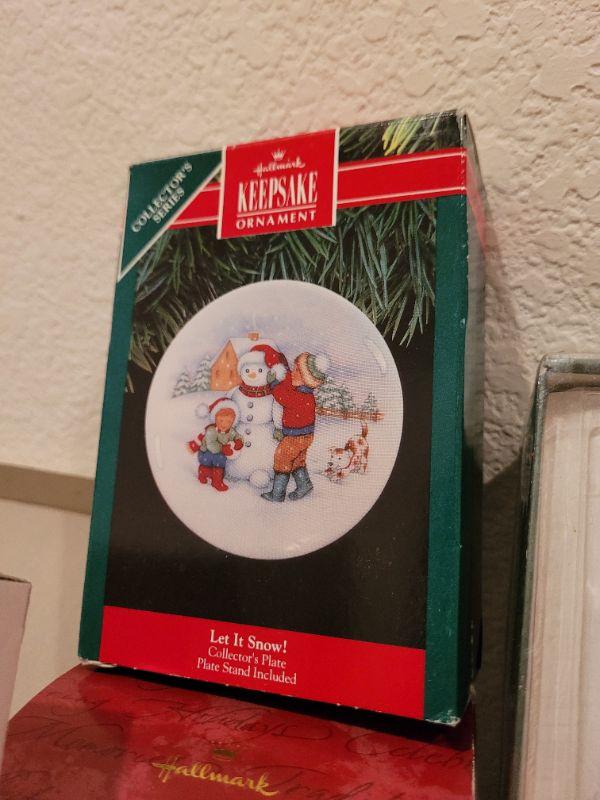 COLLECTOR'S
SERIES
Hallmark
KEEPSAKE
ORNAMENT
Let It Snow!
Collector's Plate
Plate Stand Included
Hallmark